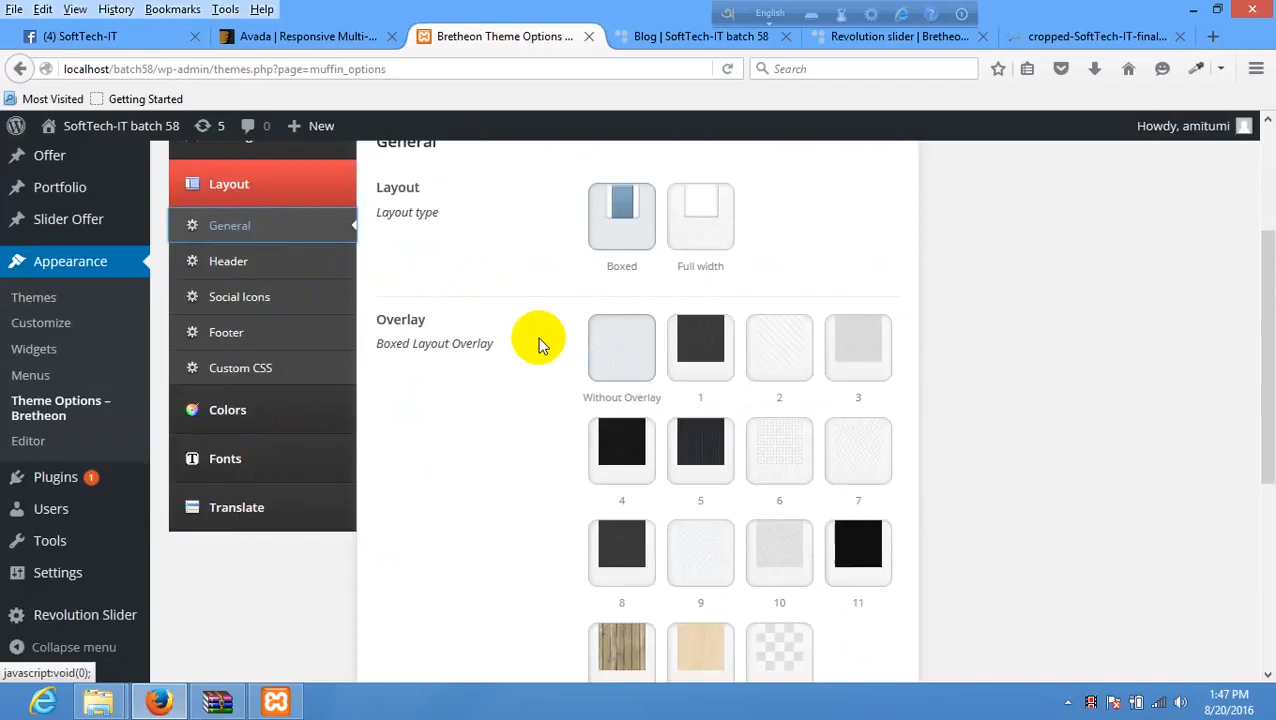 File Edit View History Bookmarks Tools Help
English
(4) SoftTech-IT
Avada | Responsive Multi-...
Bretheon Theme Options ...
Blog | SoftTech-IT batch 58
Revolution slider | Bretheo...
cropped-SoftTech-IT-final...
localhost/batch58/wp-admin/themes.php?page=muffin_options
Search
Most Visited
Getting Started
SoftTech-IT batch 58
5
0
New
Howdy, amitumi
Offer
Portfolio
Slider Offer
Appearance
Themes
Customize
Widgets
Menus
Theme Options –
Bretheon
Editor
Plugins 1
Users
Tools
Settings
Revolution Slider
Collapse menu
javascript:void(0);
Layout
General
Header
Social Icons
Footer
Custom CSS
Colors
Fonts
Translate
General
Layout
Layout type
Boxed
Full width
Overlay
Boxed Layout Overlay
Without Overlay
1
2
3
4
5
6
7
8
9
10
11
1:47 PM
8/20/2016